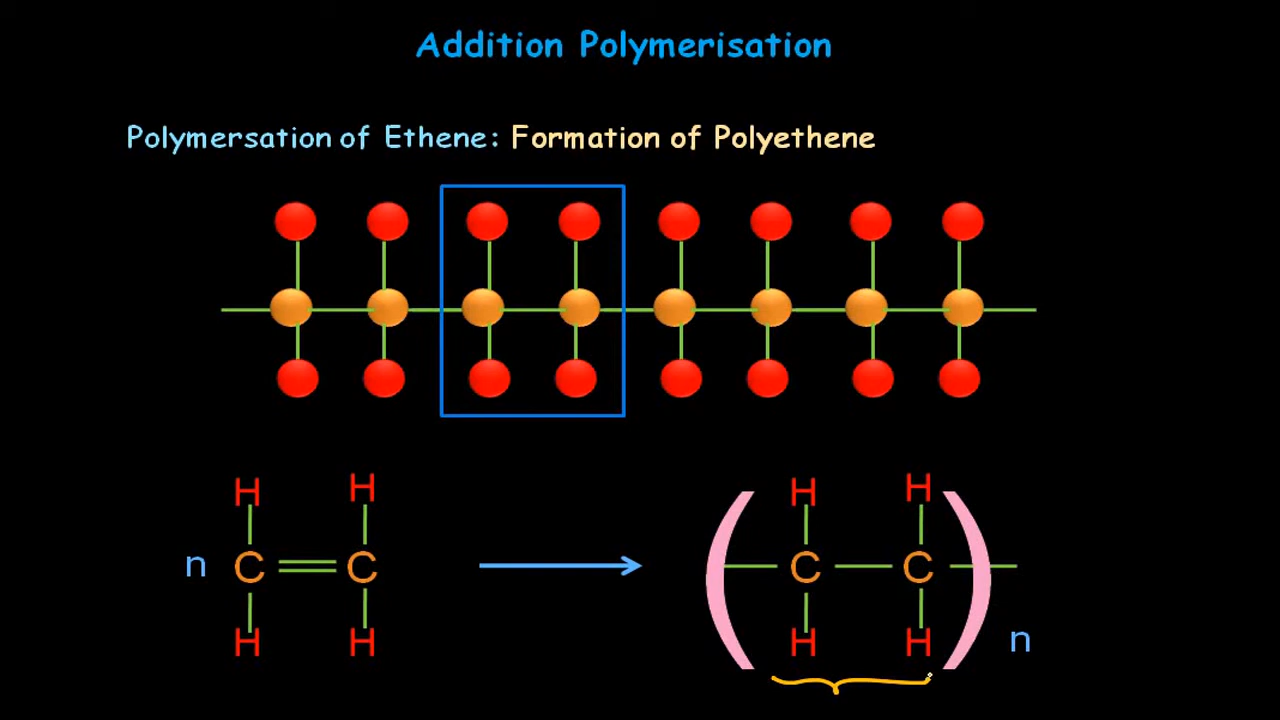 Addition Polymerisation
Polymersation of Ethene: Formation of Polyethene
H H H H
n C C C C
H H H H n